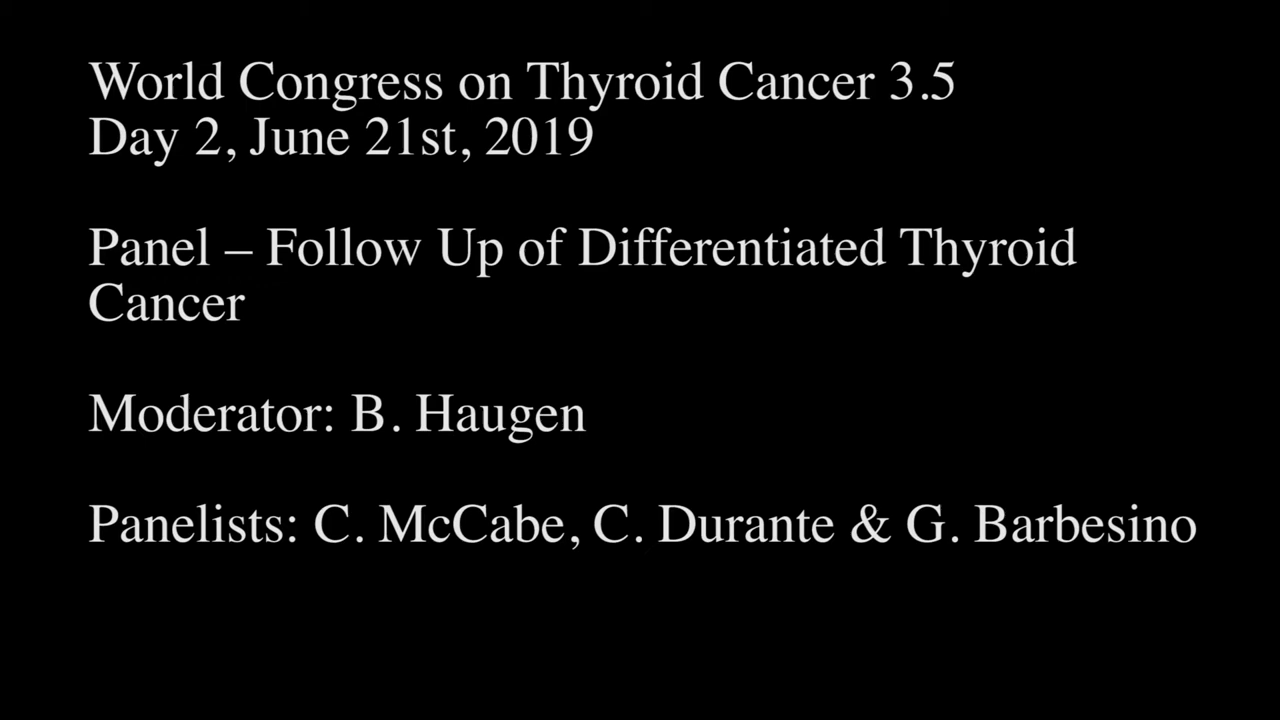 World Congress on Thyroid Cancer 3.5
Day 2, June 21st, 2019
Panel – Follow Up of Differentiated Thyroid
Cancer
Moderator: B. Haugen
Panelists: C. McCabe, C. Durante & G. Barbesino